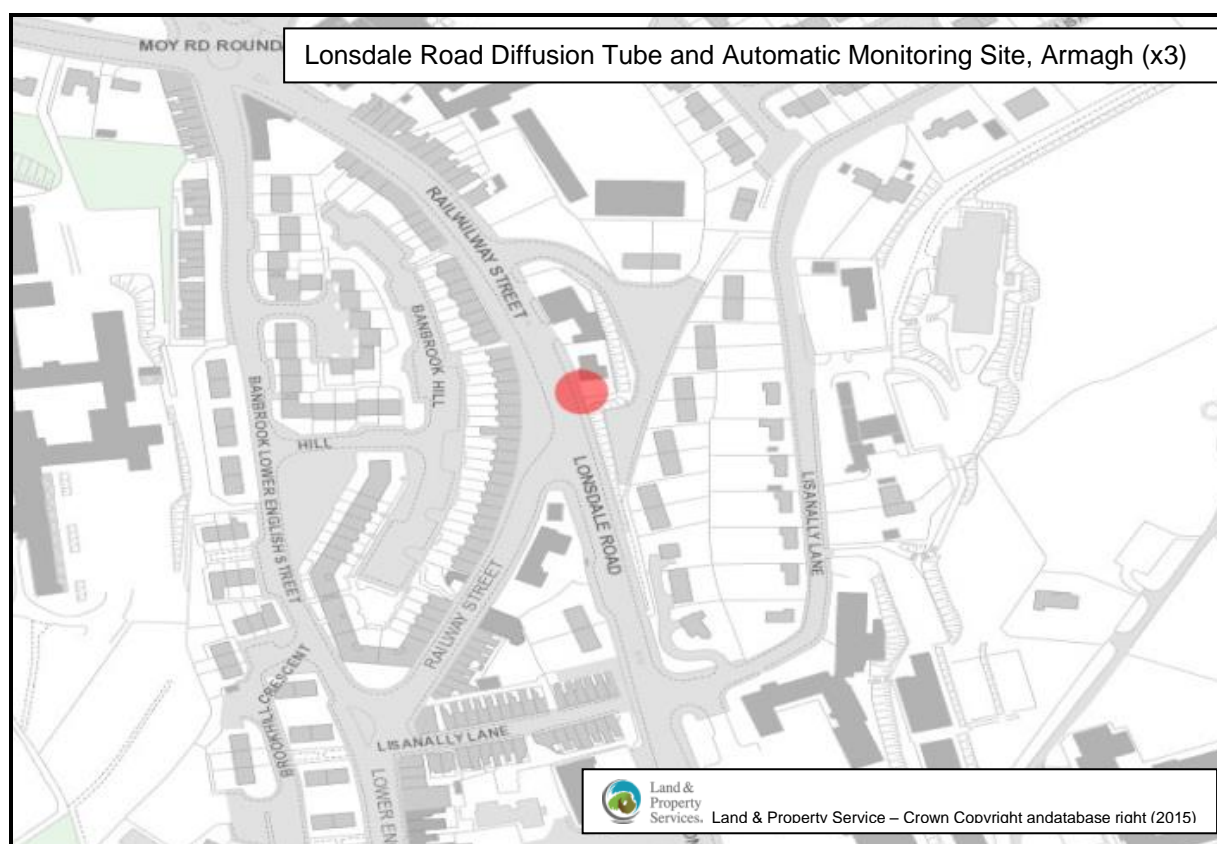 MOY RD ROUND
Lonsdale Road Diffusion Tube and Automatic Monitoring Site, Armagh (x3)
RAILWILWAY STREET
BANBROOK HILL
HILL
BANBROOK LOWER ENGLISH STREET
LONSDALE ROAD
LISANALLY LANE
RAILWAY STREET
BROOKHILL CRESCENT
LISANALLY LANE
LOWER EN
Land &
Property
Services.
Land & Property Service – Crown Copyright andatabase right (2015)